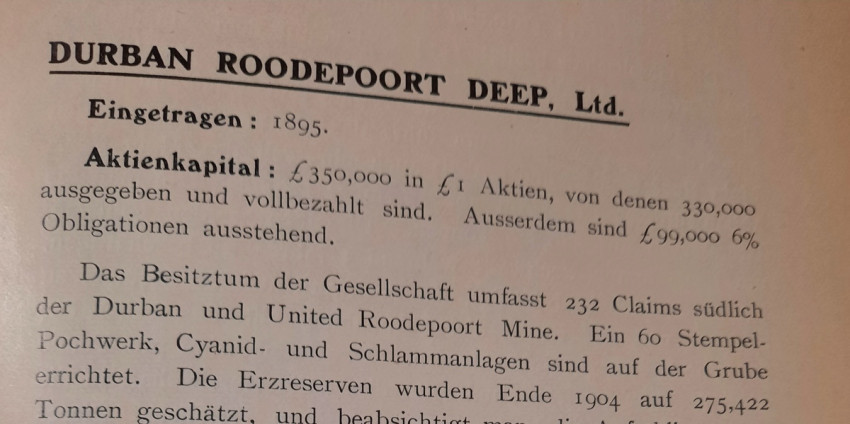 DURBAN ROODEPOORT DEEP, Ltd.
Eingetragen: 1895.
Aktienkapital: £350,000 in £1 Aktien, von denen 330,000
ausgegeben und vollbezahlt sind. Ausserdem sind £99,000 6%
Obligationen ausstehend.
Das Besitztum der Gesellschaft umfasst 232 Claims südlich
der Durban und United Roodepoort Mine. Ein 60 Stempel-
Pochwerk, Cyanid- und Schlammanlagen sind auf der Grube
errichtet. Die Erzreserven wurden Ende 1904 auf 275,422
Tonnen geschätzt, und beabsichtigt man